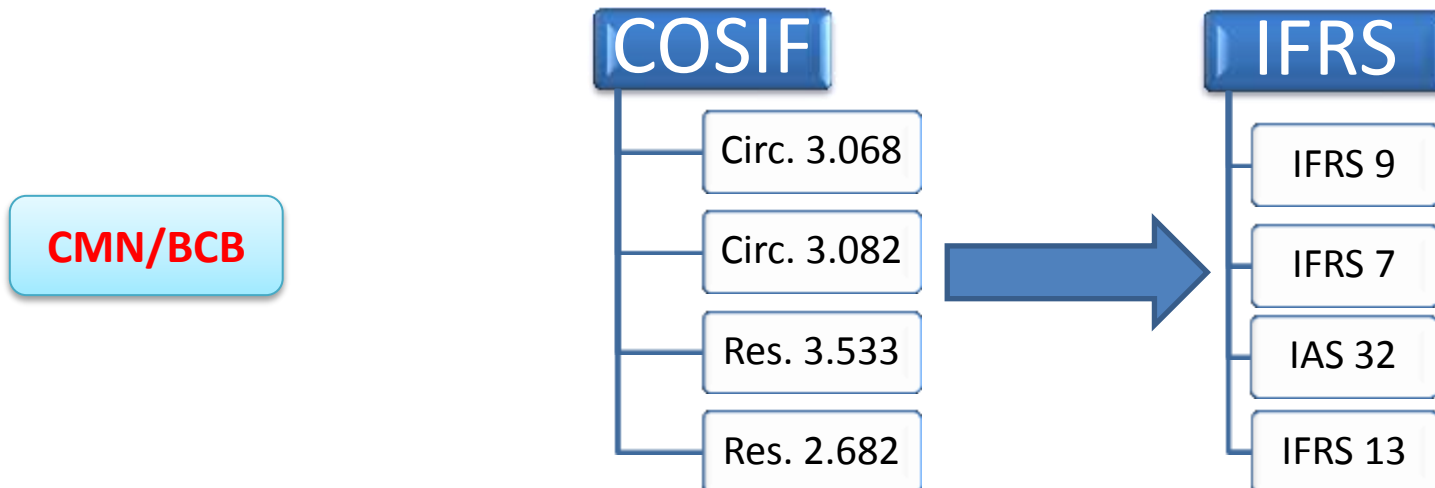 CMN/BCB
COSIF
Circ. 3.068
Circ. 3.082
Res. 3.533
Res. 2.682
IFRS
IFRS 9
IFRS 7
IAS 32
IFRS 13